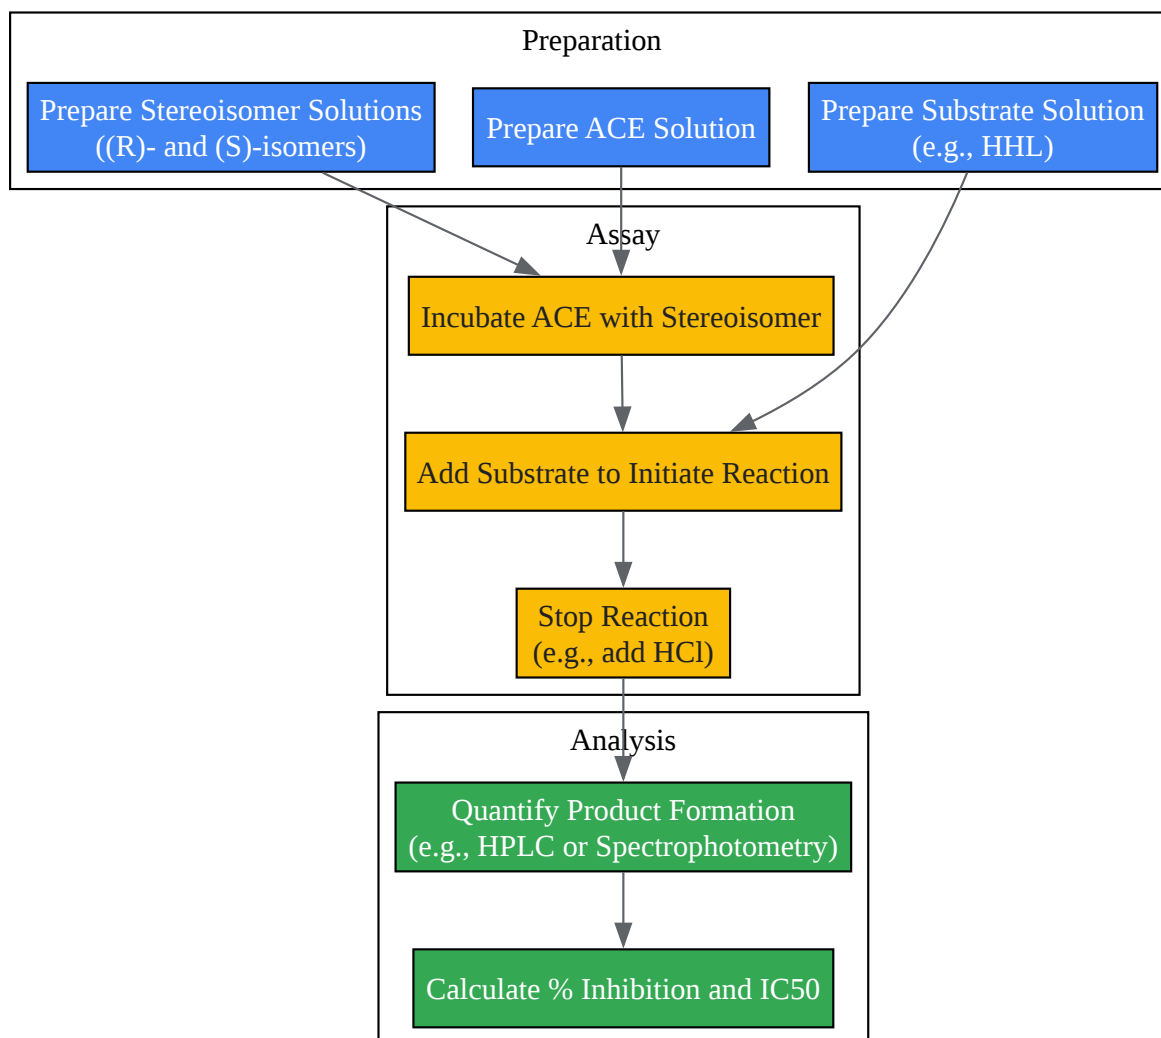 Preparation
Prepare Stereoisomer Solutions
((R)- and (S)-isomers)
Prepare ACE Solution
Prepare Substrate Solution
(e.g., HHL)
Assay
Incubate ACE with Stereoisomer
Add Substrate to Initiate Reaction
Stop Reaction
(e.g., add HCl)
Analysis
Quantify Product Formation
(e.g., HPLC or Spectrophotometry)
Calculate % Inhibition and IC50